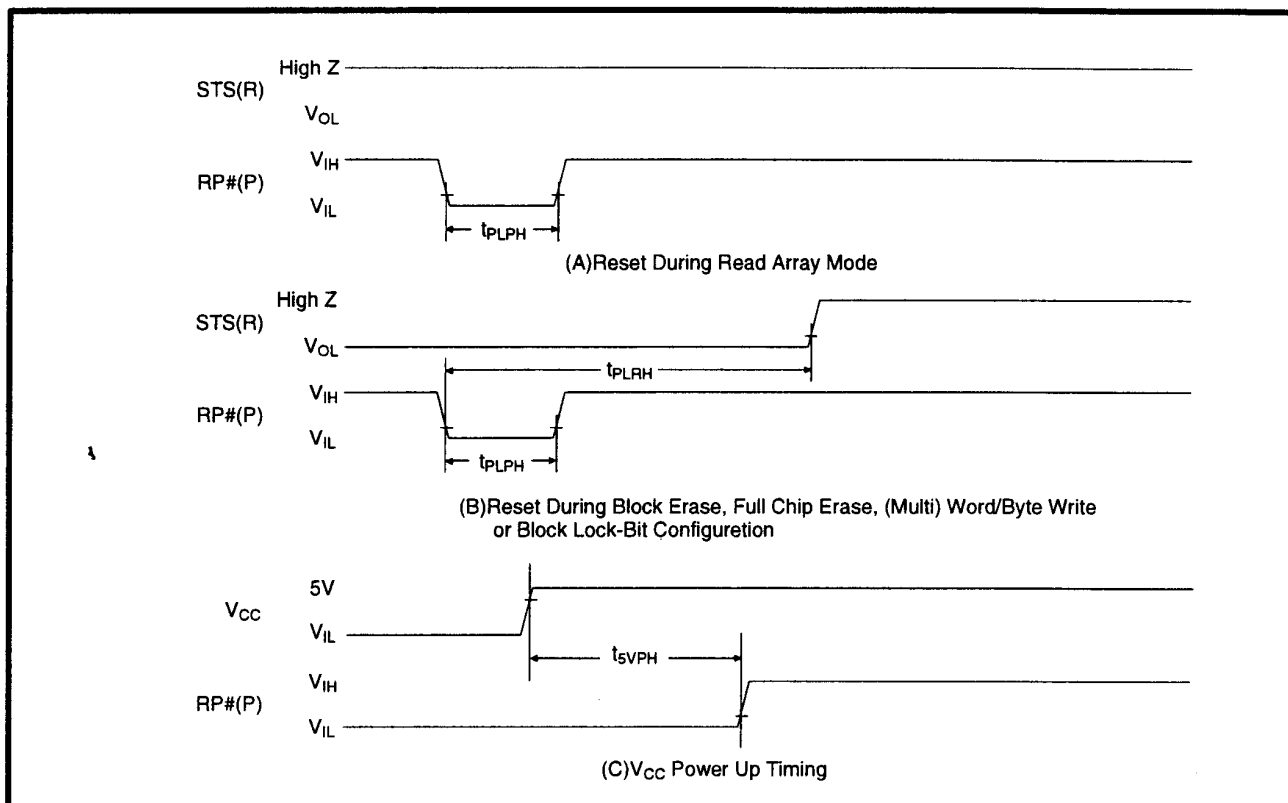 High Z
STS(R)
VOL
VIH
RP#(P)
VIL
tPLPH
(A)Reset During Read Array Mode
High Z
STS(R)
VOL
tPLRH
VIH
RP#(P)
VIL
tPLPH
(B)Reset During Block Erase, Full Chip Erase, (Multi) Word/Byte Write
or Block Lock-Bit Configuretion
5V
VCC
VIL
t5VPH
VIH
RP#(P)
VIL
(C)VCC Power Up Timing